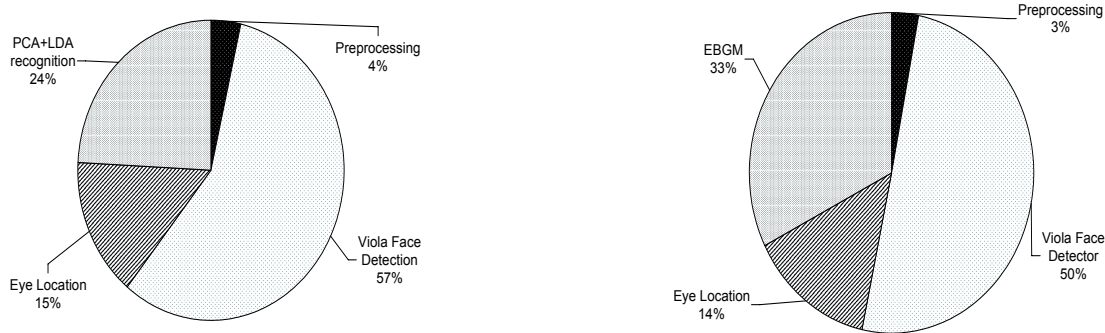 PCA+LDA
recognition
24%
Preprocessing
4%
Viola Face
Detection
57%
Eye Location
15%
Preprocessing
3%
EBGM
33%
Viola Face
Detector
50%
Eye Location
14%